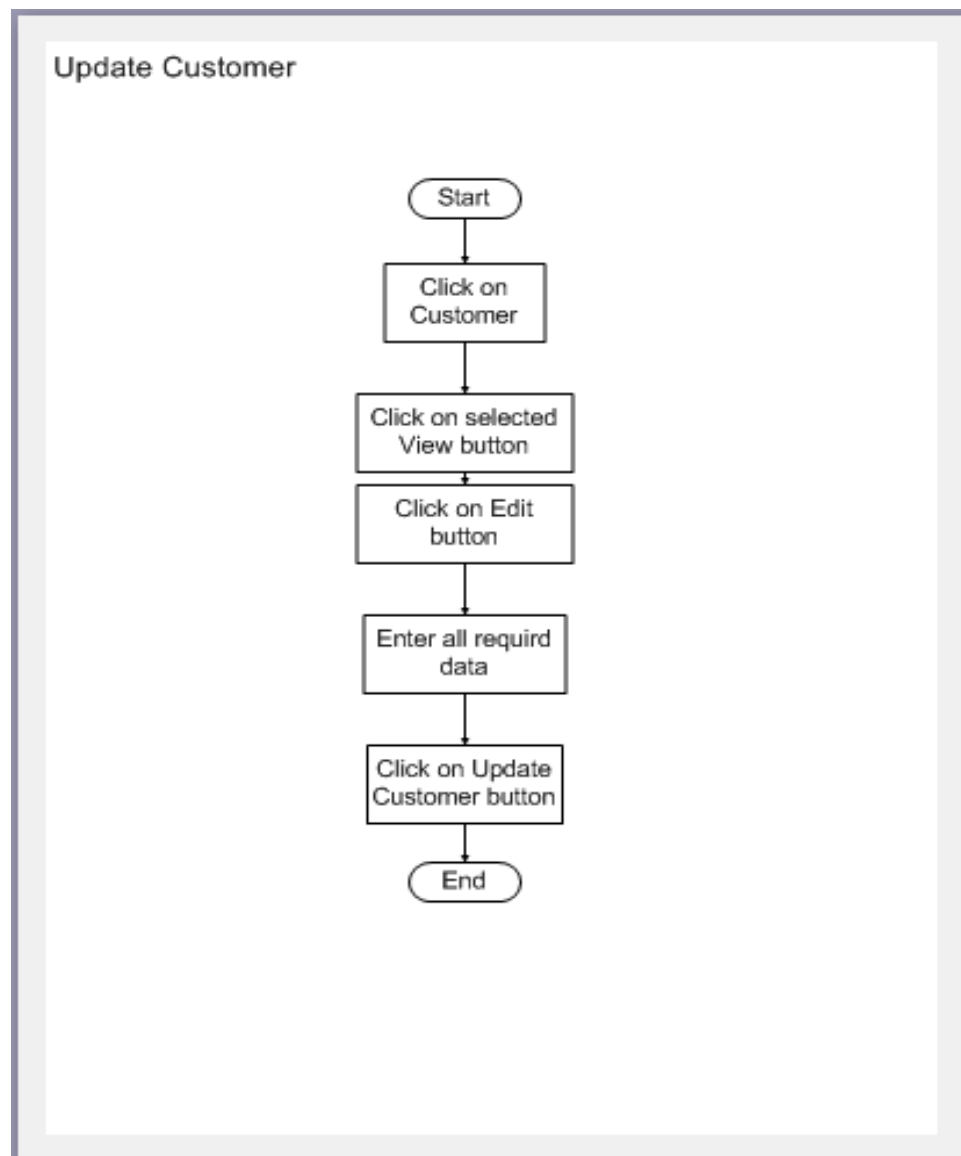 Update Customer
Start
Click on
Customer
Click on selected
View button
Click on Edit
button
Enter all requird
data
Click on Update
Customer button
End